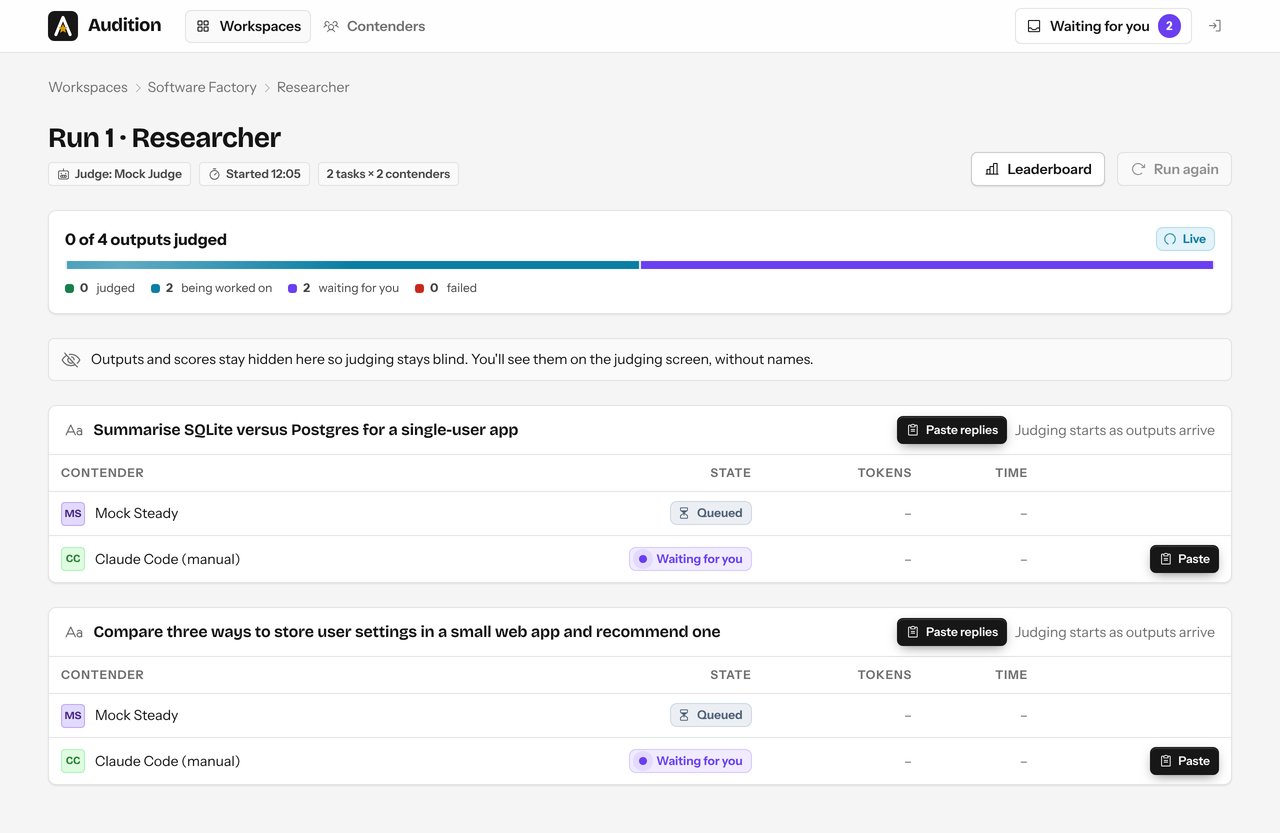 Audition
Workspaces
Contenders
Waiting for you 2
Workspaces > Software Factory > Researcher
Run 1 · Researcher
Judge: Mock Judge
Started 12:05
2 tasks × 2 contenders
Leaderboard
Run again
0 of 4 outputs judged
Live
0 judged 2 being worked on 2 waiting for you 0 failed
Outputs and scores stay hidden here so judging stays blind. You'll see them on the judging screen, without names.
Aa Summarise SQLite versus Postgres for a single-user app
Paste replies
Judging starts as outputs arrive
CONTENDER STATE TOKENS TIME
MS Mock Steady Queued – –
CC Claude Code (manual) Waiting for you – – Paste
Aa Compare three ways to store user settings in a small web app and recommend one
Paste replies
Judging starts as outputs arrive
CONTENDER STATE TOKENS TIME
MS Mock Steady Queued – –
CC Claude Code (manual) Waiting for you – – Paste